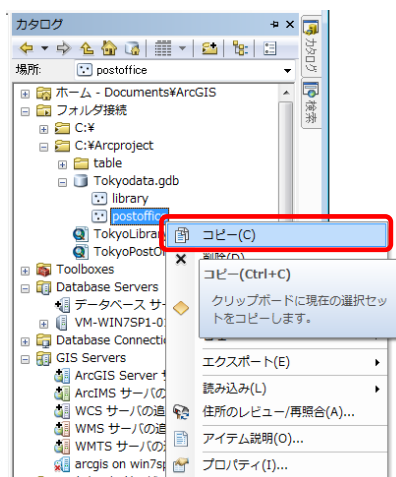 カタログ
場所:
postoffice
ホーム - Documents¥ArcGIS
フォルダ接続
C:¥
C:¥Arcproject
table
Tokyodata.gdb
library
postoffice
TokyoLibrar
TokyoPostOf
Toolboxes
Database Servers
データベース サー
VM-WIN7SP1-0
Database Connecti
GIS Servers
ArcGIS Server
ArcIMS サーバの追
WCS サーバの追
WMS サーバの追
WMTS サーバの
arcgis on win7sp
コピー(C)
削除(D)
コピー(Ctrl+C)
クリップボードに現在の選択セッ
トをコピーします。
エクスポート(E)
読み込み(L)
住所のレビュー/再照合(A)...
アイテム説明(O)...
プロパティ(I)...
カタログ
検索